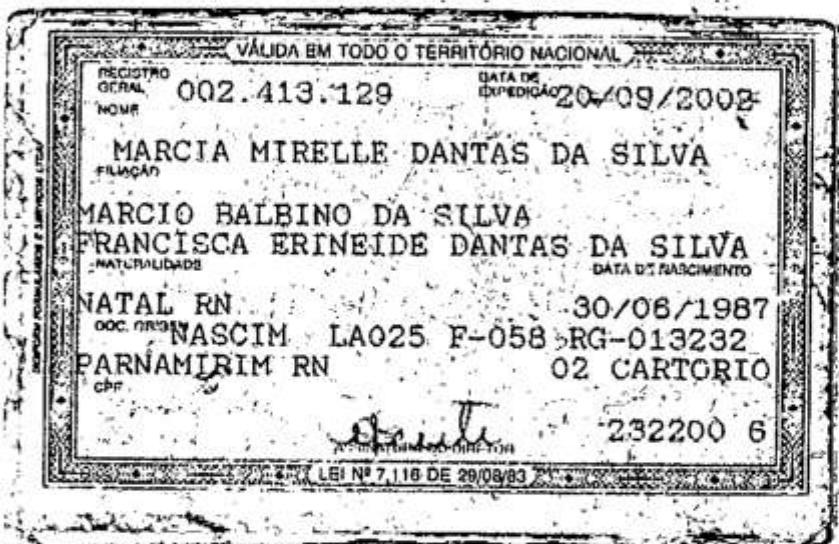 VÁLIDA EM TODO O TERRITÓRIO NACIONAL
REGISTRO GERAL 002.413.129 DATA DE EXPEDIÇÃO 20/09/2002
NOME
MARCIA MIRELLE DANTAS DA SILVA
FILIAÇÃO
MARCIO BALBINO DA SILVA
FRANCISCA ERINEIDE DANTAS DA SILVA
NATURALIDADE DATA DE NASCIMENTO
NATAL RN 30/06/1987
DOC. ORIGEM NASCIM LA025 F-058 RG-013232
PARNAMIRIM RN 02 CARTORIO
CPF
232200 6
ASSINATURA DO DIRETOR
LEI Nº 7.116 DE 29/08/83